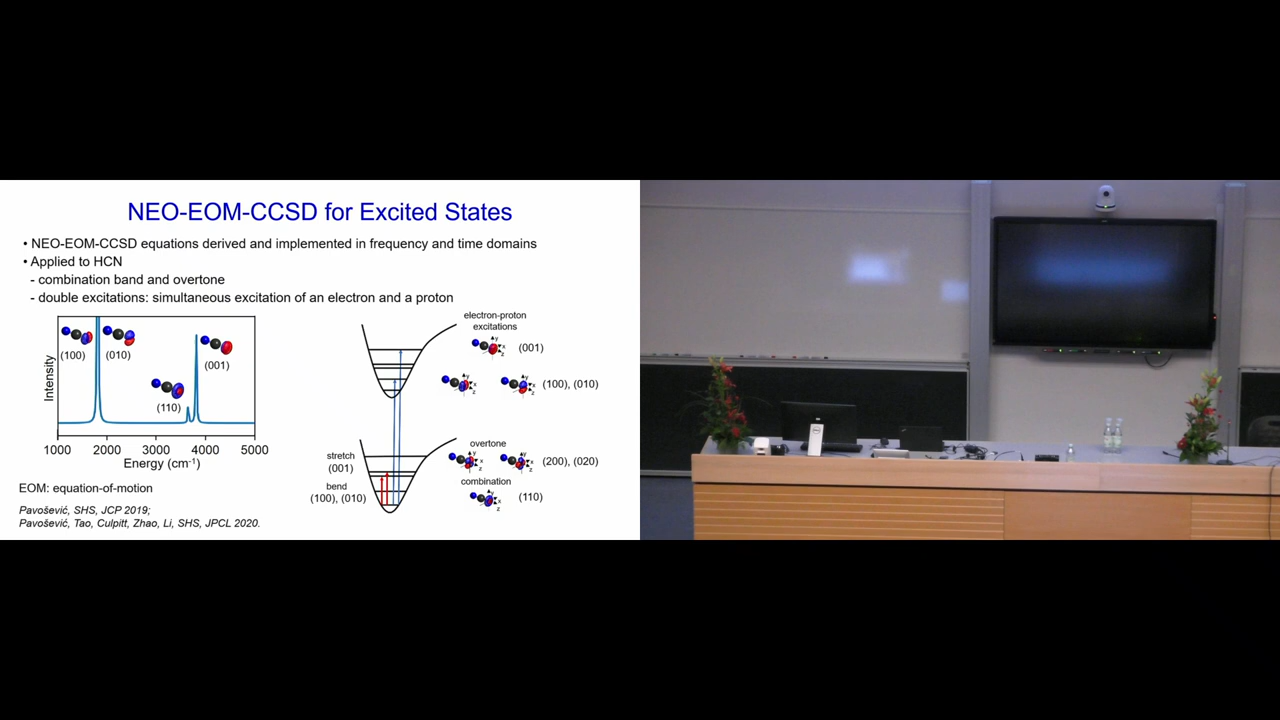 NEO-EOM-CCSD for Excited States
• NEO-EOM-CCSD equations derived and implemented in frequency and time domains
• Applied to HCN
- combination band and overtone
- double excitations: simultaneous excitation of an electron and a proton
Intensity
(100)
(010)
(001)
(110)
1000 2000 3000 4000 5000
Energy (cm⁻¹)
electron-proton
excitations
y
x
z
(001)
y
x
z
y
x
z
(100), (010)
stretch
(001)
bend
(100), (010)
overtone
y
x
z
y
x
z
(200), (020)
combination
y
x
z
(110)
EOM: equation-of-motion
Pavošević, SHS, JCP 2019;
Pavošević, Tao, Culpitt, Zhao, Li, SHS, JPCL 2020.